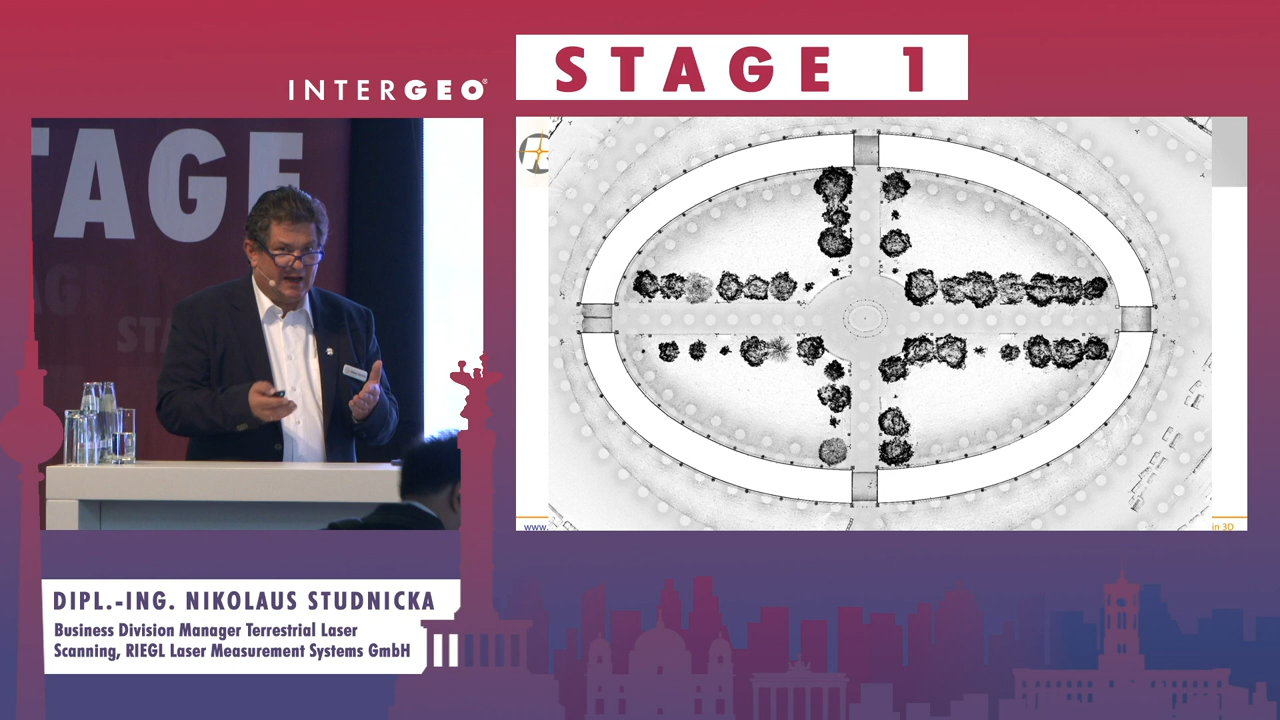 INTERGEO®
STAGE 1
TAGE
G
STA
www.
in 3D
DIPL.-ING. NIKOLAUS STUDNICKA
Business Division Manager Terrestrial Laser
Scanning, RIEGL Laser Measurement Systems GmbH